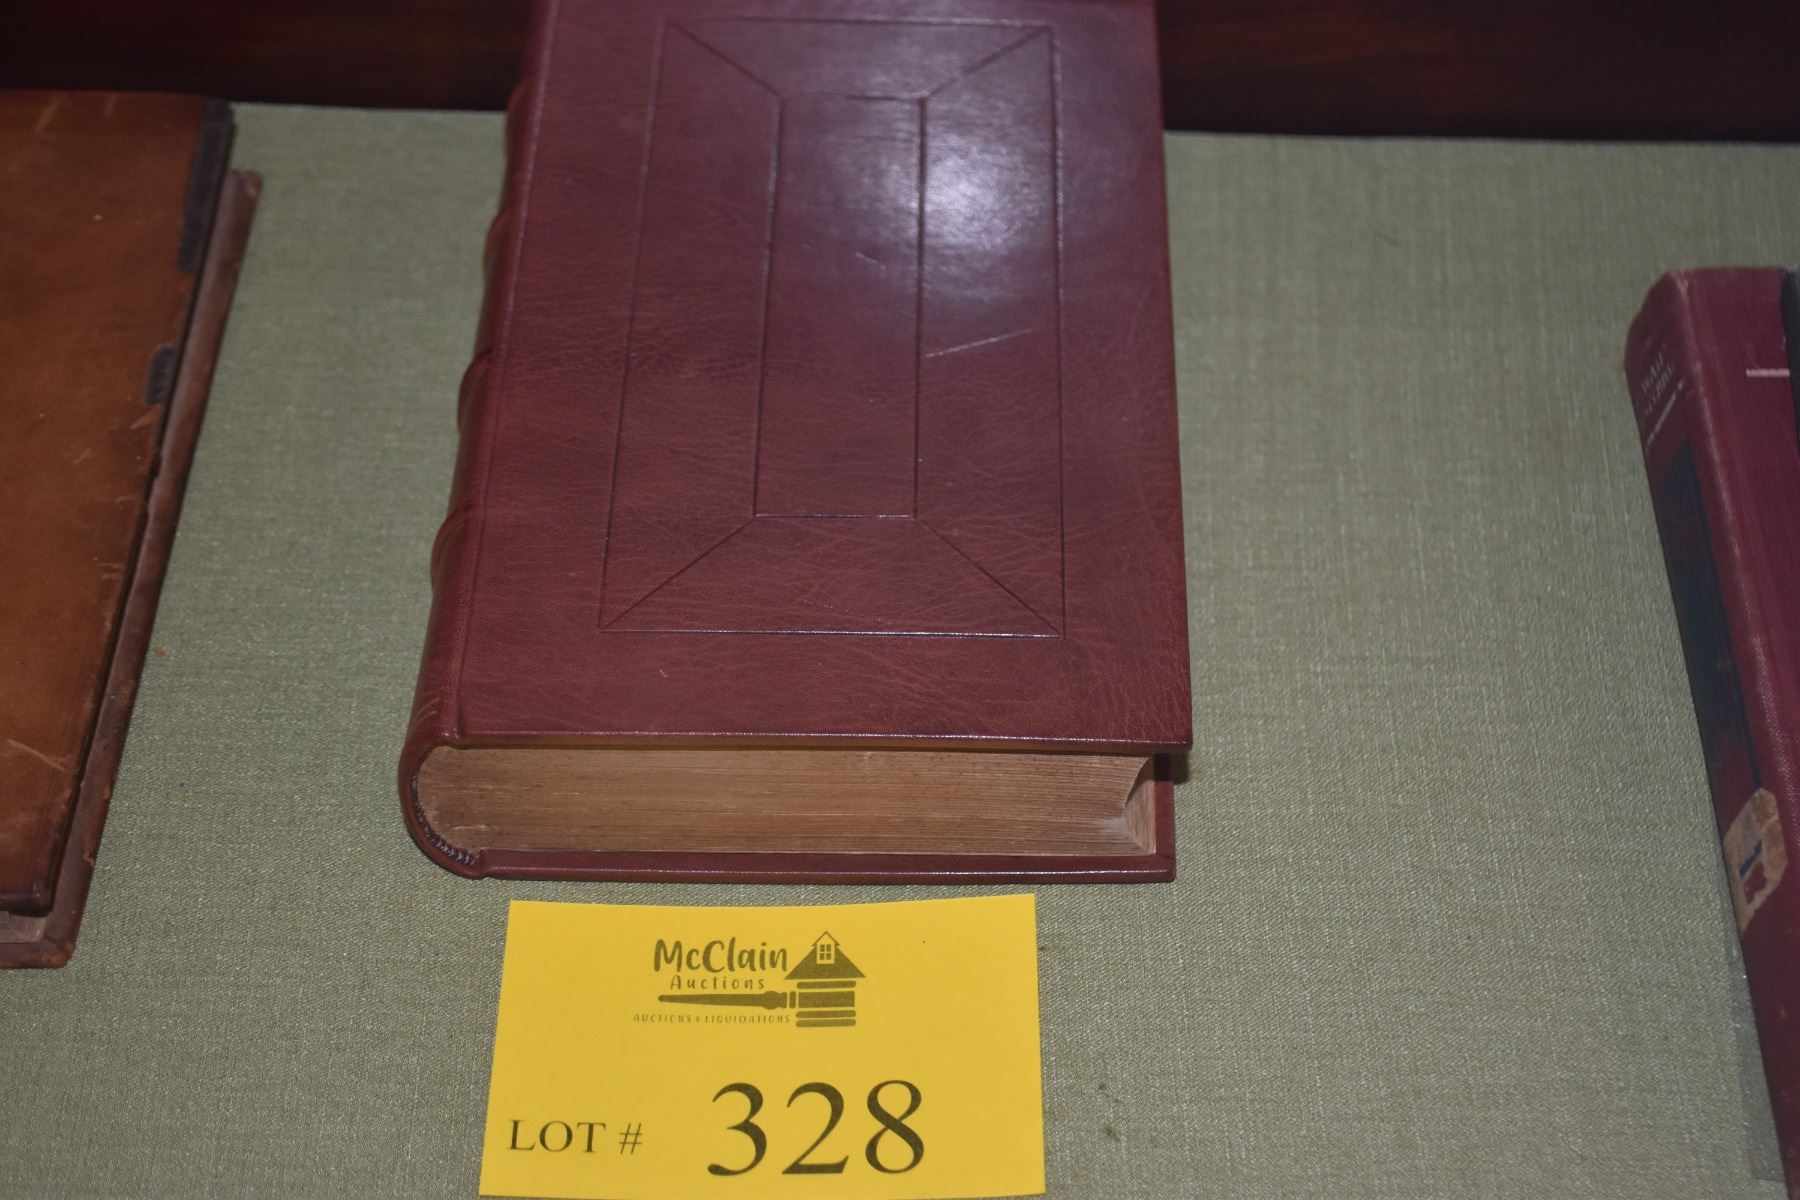 McClain
Auctions
AUCTIONS & LIQUIDATIONS
LOT # 328